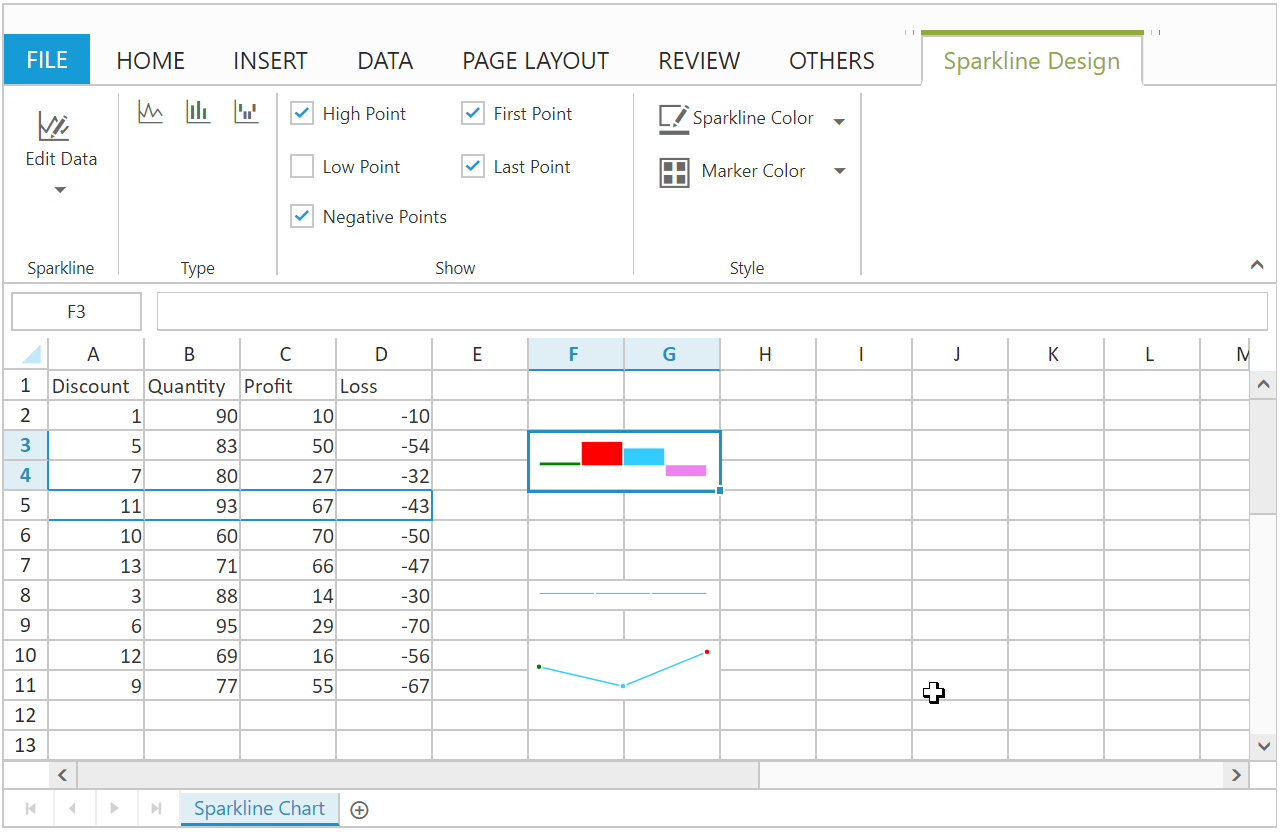 FILE HOME INSERT DATA PAGE LAYOUT REVIEW OTHERS Sparkline Design
High Point First Point Sparkline Color
Edit Data Low Point Last Point Marker Color
Negative Points
Sparkline Type Show Style
F3
A B C D E F G H I J K L M
1 Discount Quantity Profit Loss
2 1 90 10 -10
3 5 83 50 -54
4 7 80 27 -32
5 11 93 67 -43
6 10 60 70 -50
7 13 71 66 -47
8 3 88 14 -30
9 6 95 29 -70
10 12 69 16 -56
11 9 77 55 -67
12
13
Sparkline Chart